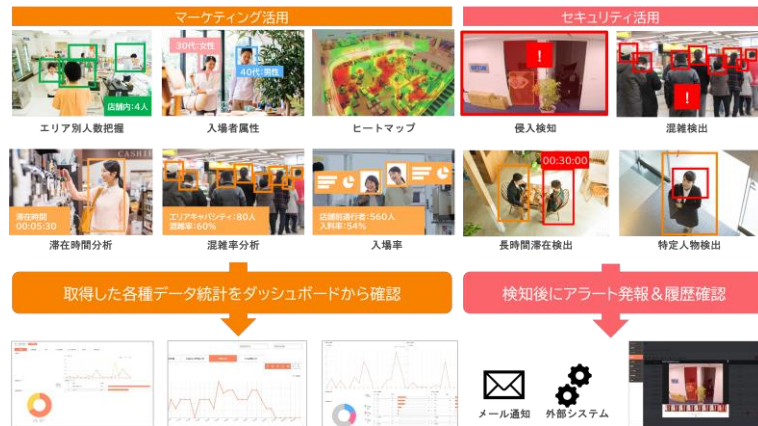 マーケティング活用
セキュリティ活用
30代:女性
40代:男性
店舗内:4人
!
!
エリア別人数把握
入場者属性
ヒートマップ
侵入検知
混雑検出
CASHIE
00:30:00
滞在時間
00:05:30
エリアキャパシティ:80人
混雑率:60%
店舗前通行者:560人
入料率:54%
滞在時間分析
混雑率分析
入場率
長時間滞在検出
特定人物検出
取得した各種データ統計をダッシュボードから確認
検知後にアラート発報&履歴確認
メール通知
外部システム